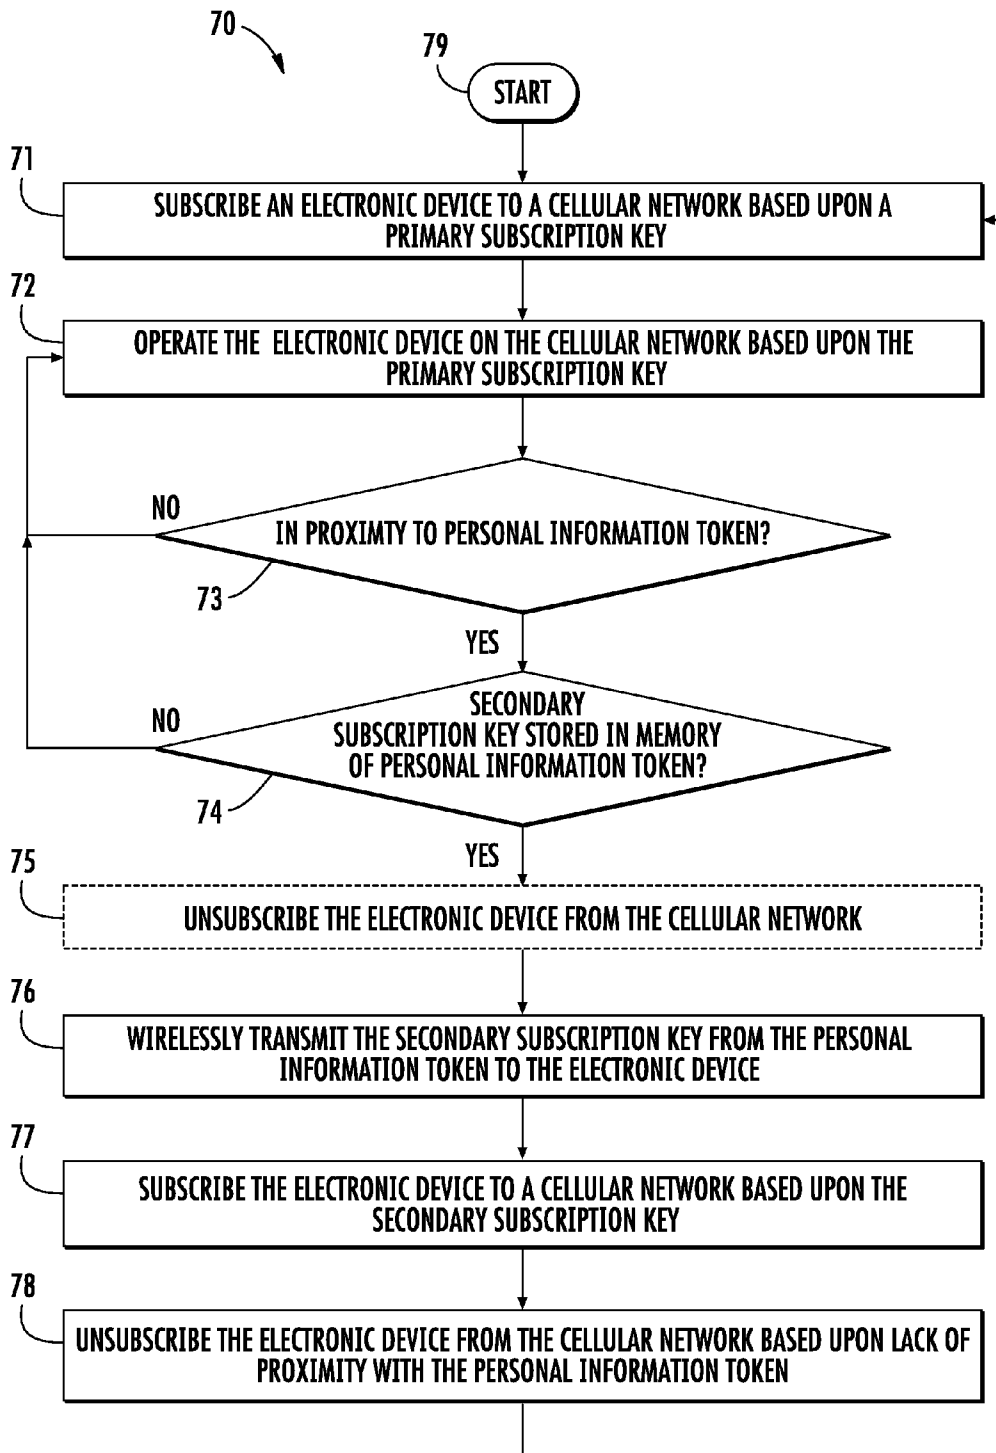 70
79
START
71
SUBSCRIBE AN ELECTRONIC DEVICE TO A CELLULAR NETWORK BASED UPON A
PRIMARY SUBSCRIPTION KEY
72
OPERATE THE ELECTRONIC DEVICE ON THE CELLULAR NETWORK BASED UPON THE
PRIMARY SUBSCRIPTION KEY
NO
IN PROXIMTY TO PERSONAL INFORMATION TOKEN?
73
YES
NO
SECONDARY
SUBSCRIPTION KEY STORED IN MEMORY
OF PERSONAL INFORMATION TOKEN?
74
YES
75
UNSUBSCRIBE THE ELECTRONIC DEVICE FROM THE CELLULAR NETWORK
76
WIRELESSLY TRANSMIT THE SECONDARY SUBSCRIPTION KEY FROM THE PERSONAL
INFORMATION TOKEN TO THE ELECTRONIC DEVICE
77
SUBSCRIBE THE ELECTRONIC DEVICE TO A CELLULAR NETWORK BASED UPON THE
SECONDARY SUBSCRIPTION KEY
78
UNSUBSCRIBE THE ELECTRONIC DEVICE FROM THE CELLULAR NETWORK BASED UPON LACK OF
PROXIMITY WITH THE PERSONAL INFORMATION TOKEN